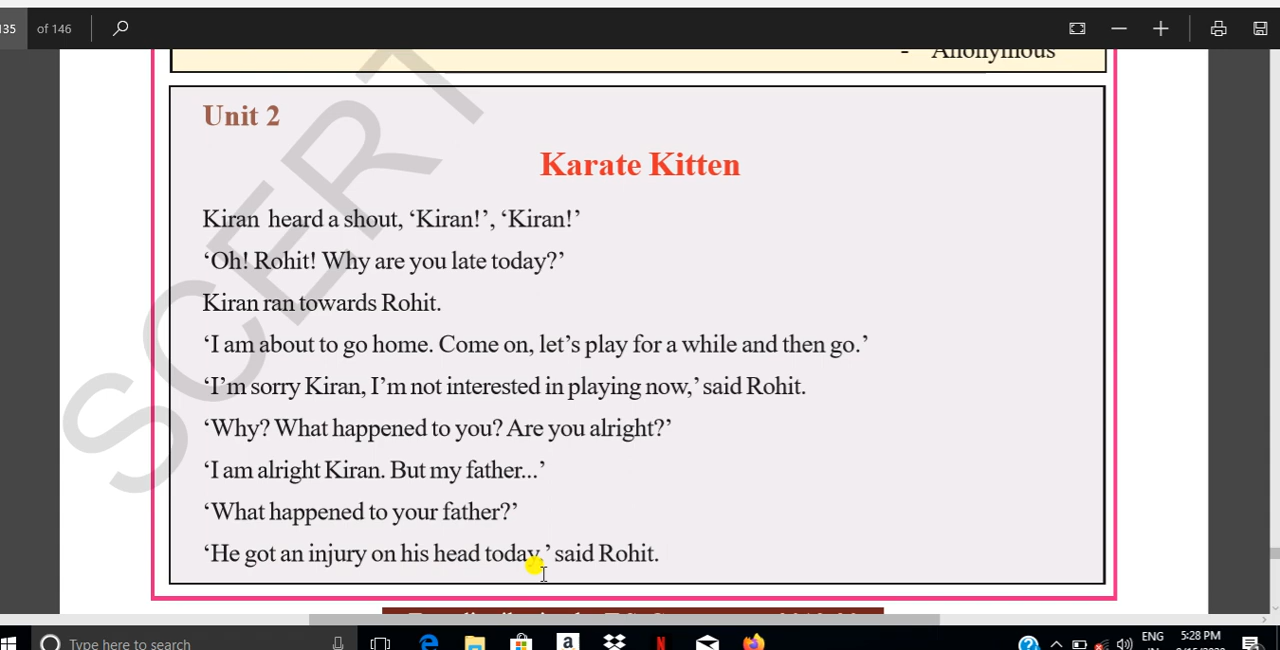 135 of 146
- Anonymous
Unit 2
Karate Kitten
Kiran heard a shout, ‘Kiran!’, ‘Kiran!’
‘Oh! Rohit! Why are you late today?’
Kiran ran towards Rohit.
‘I am about to go home. Come on, let’s play for a while and then go.’
‘I’m sorry Kiran, I’m not interested in playing now,’ said Rohit.
‘Why? What happened to you? Are you alright?’
‘I am alright Kiran. But my father...’
‘What happened to your father?’
‘He got an injury on his head today,’ said Rohit.
SCERT
Type here to search
a
N
ENG
5:28 PM